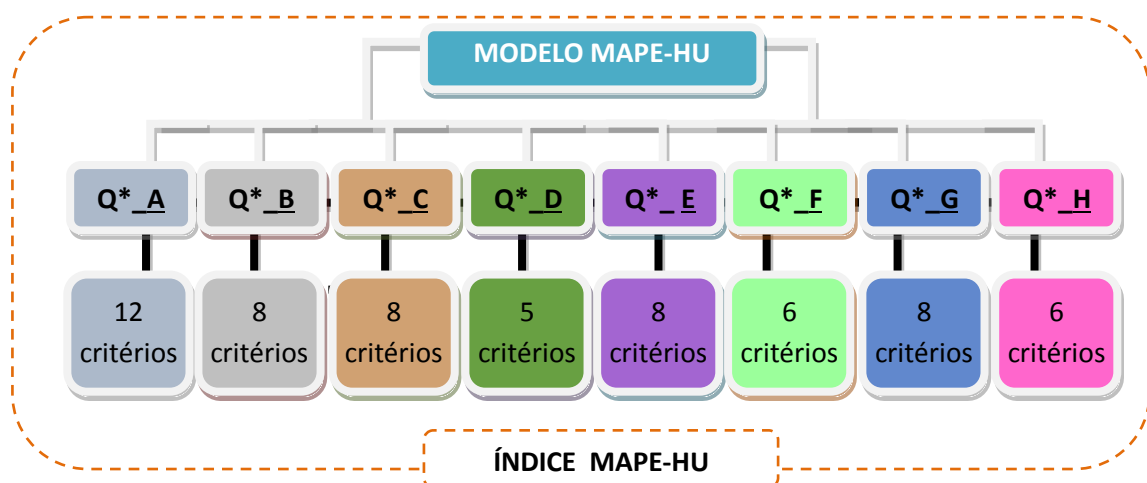 MODELO MAPE-HU
Q*_A Q*_B Q*_C Q*_D Q*_ E Q*_F Q*_G Q*_H
12 8 8 5 8 6 8 6
critérios critérios critérios critérios critérios critérios critérios critérios
ÍNDICE MAPE-HU